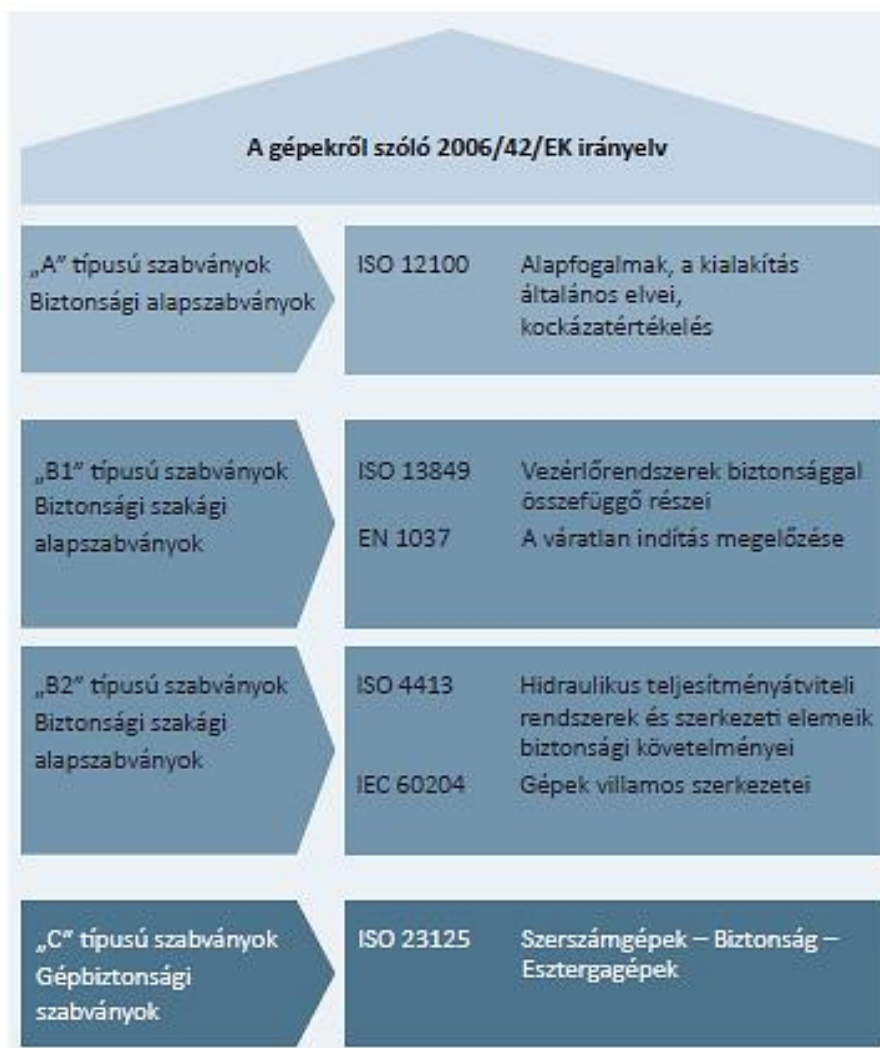 A gépekről szóló 2006/42/EK irányelv
„A” típusú szabványok
Biztonsági alapszabványok
ISO 12100 Alapfogalmak, a kialakítás
általános elvei,
kockázatértékelés
„B1” típusú szabványok
Biztonsági szakági
alapszabványok
ISO 13849 Vezérlőrendszerek biztonsággal
összefüggő részei
EN 1037 A váratlan indítás megelőzése
„B2” típusú szabványok
Biztonsági szakági
alapszabványok
ISO 4413 Hidraulikus teljesítményátviteli
rendszerek és szerkezeti elemeik
biztonsági követelményei
IEC 60204 Gépek villamos szerkezetei
„C” típusú szabványok
Gépbiztonsági
szabványok
ISO 23125 Szerszámgépek – Biztonság –
Esztergagépek